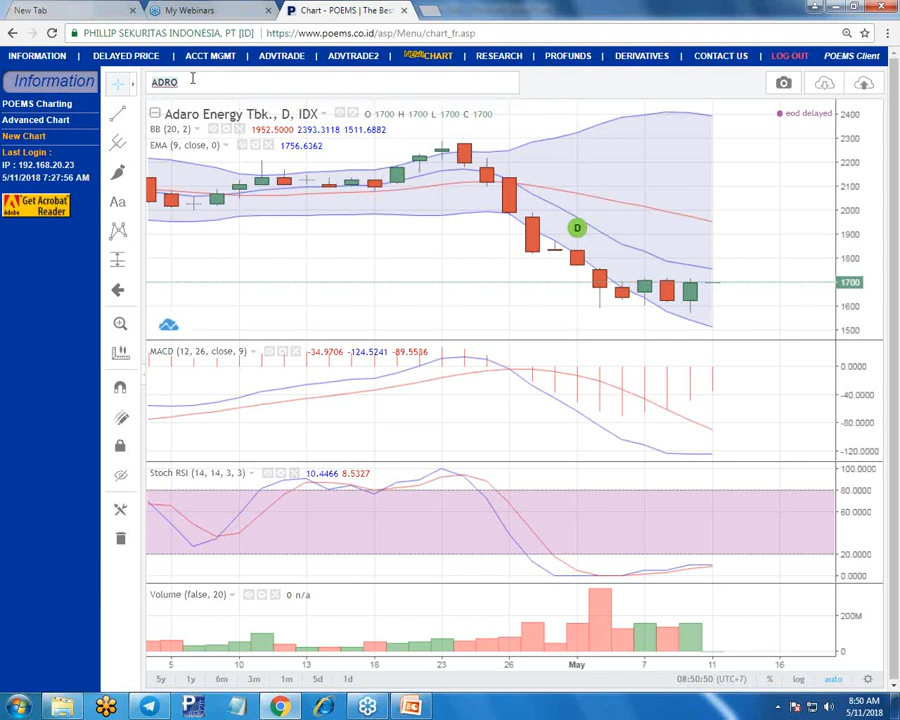 New Tab
My Webinars
Chart - POEMS | The Bes
PHILLIP SEKURITAS INDONESIA, PT [ID]
https://www.poems.co.id/asp/Menu/chart_fr.asp
INFORMATION
DELAYED PRICE
ACCT MGMT
ADVTRADE
ADVTRADE2
CHART
RESEARCH
PROFUNDS
DERIVATIVES
CONTACT US
LOG OUT
POEMS Client
Information
ADRO
POEMS Charting
Advanced Chart
New Chart
Last Login :
IP : 192.168.20.23
5/11/2018 7:27:56 AM
Get Acrobat
Reader
Adobe
Aa
Adaro Energy Tbk., D, IDX
O 1700 H 1700 L 1700 C 1700
eod delayed
BB (20, 2)
1952.5000 2393.3118 1511.6882
EMA (9, close, 0)
1756.6362
D
2400
2200
2100
2000
1900
1800
1700
1600
1500
MACD (12, 26, close, 9)
-34.9706 -124.5241 -89.5536
0.0000
-40.0000
-80.0000
-120.0000
Stoch RSI (14, 14, 3, 3)
10.4466 8.5327
100.0000
80.0000
60.0000
40.0000
20.0000
0.0000
Volume (false, 20)
0 n/a
200M
0
5
10
13
18
23
26
May
7
11
16
5y
1y
6m
3m
1m
5d
1d
08:50:50 (UTC+7)
%
log
auto
8:50 AM
5/11/2018